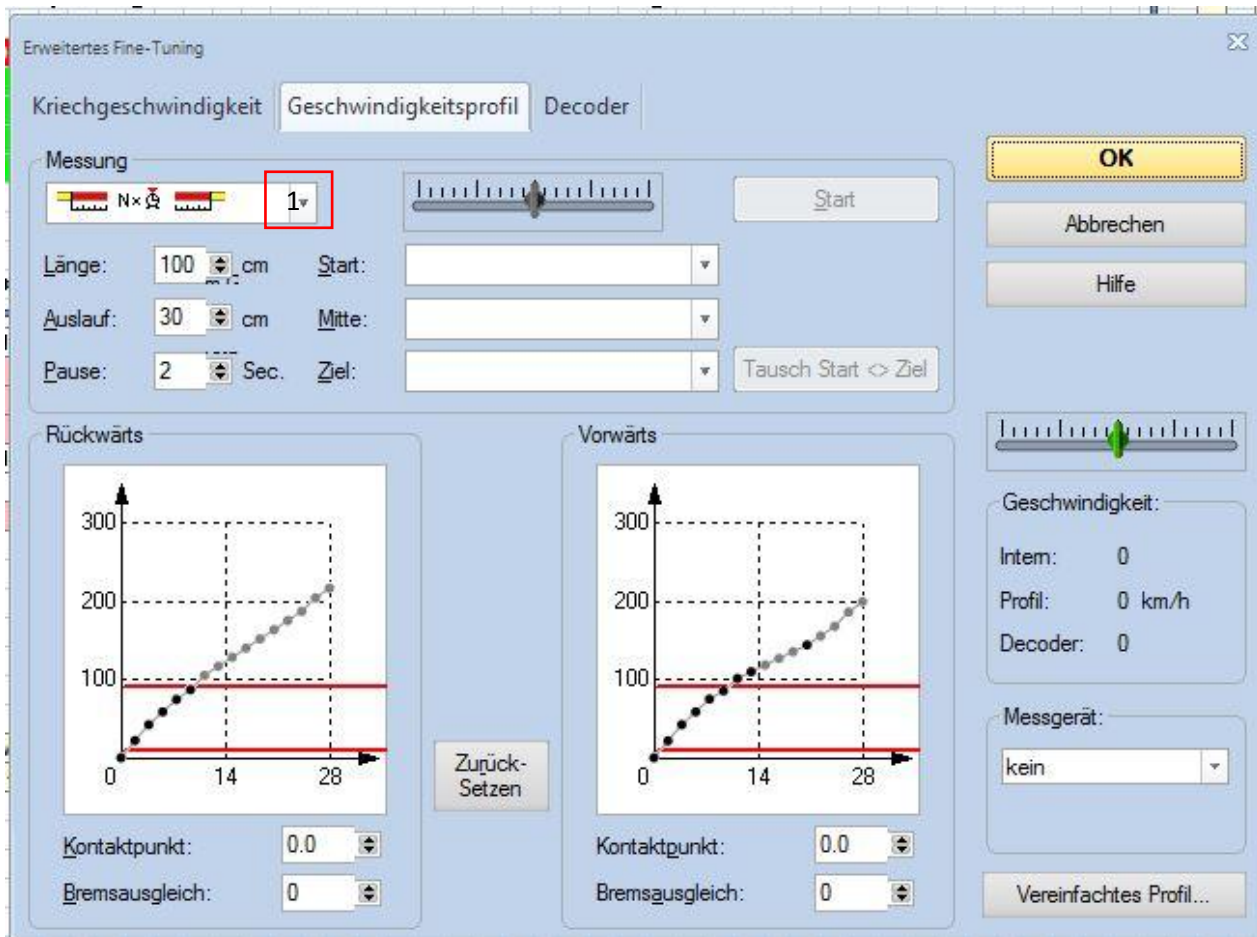 Erweitertes Fine-Tuning
Kriechgeschwindigkeit Geschwindigkeitsprofil Decoder
Messung
N× 1
Start
OK
Abbrechen
Hilfe
Länge: 100 cm Start:
Auslauf: 30 cm Mitte:
Pause: 2 Sec. Ziel:
Tausch Start <> Ziel
Rückwärts
300
200
100
0 14 28
Kontaktpunkt: 0.0
Bremsausgleich: 0
Zurück-
Setzen
Vorwärts
300
200
100
0 14 28
Kontaktpunkt: 0.0
Bremsausgleich: 0
Geschwindigkeit:
Intern: 0
Profil: 0 km/h
Decoder: 0
Messgerät:
kein
Vereinfachtes Profil...